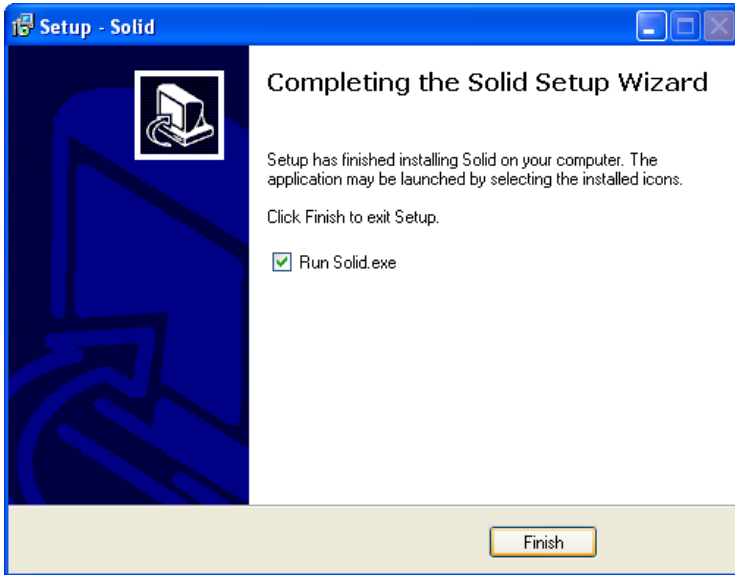 Setup - Solid
Completing the Solid Setup Wizard
Setup has finished installing Solid on your computer. The
application may be launched by selecting the installed icons.
Click Finish to exit Setup.
Run Solid.exe
Finish